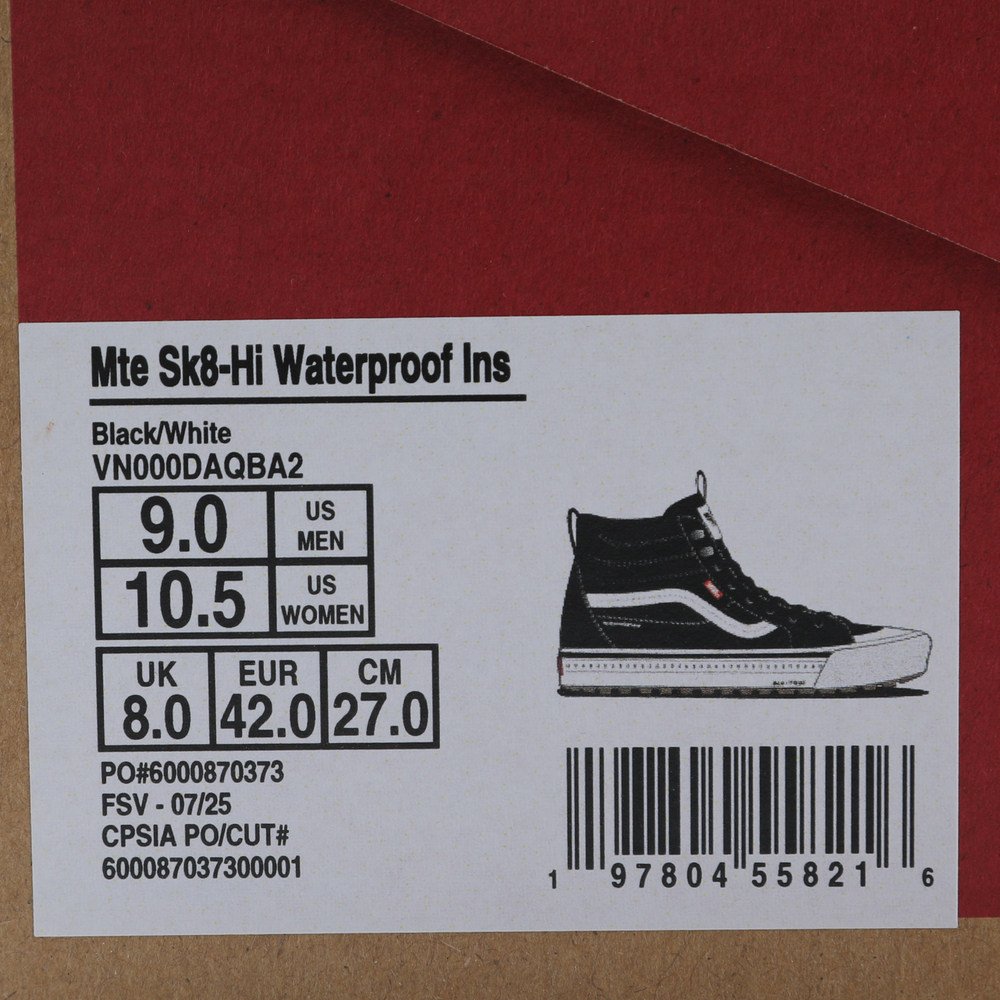 Mte Sk8-Hi Waterproof Ins
Black/White
VN000DAQBA2
9.0 US MEN
10.5 US WOMEN
UK EUR CM
8.0 42.0 27.0
PO#6000870373
FSV - 07/25
CPSIA PO/CUT#
600087037300001
1 97804 55821 6